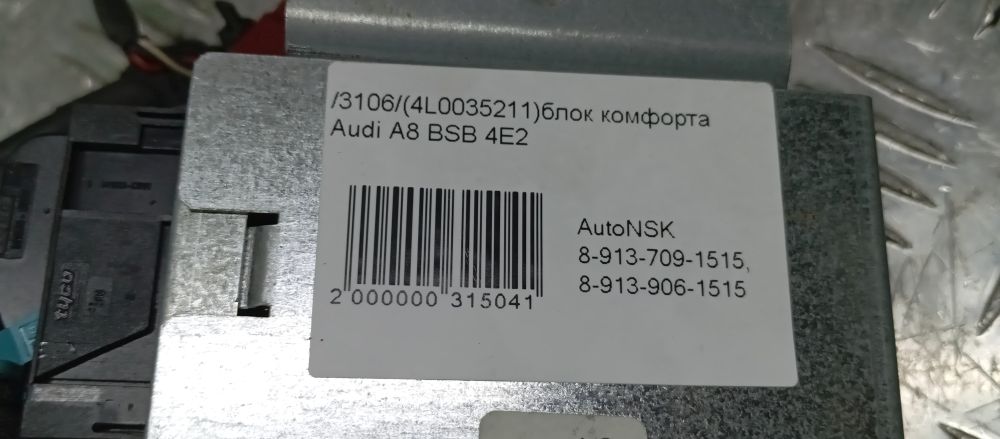 /3106/(4L0035211)блок комфорта
Audi A8 BSB 4E2
AutoNSK
8-913-709-1515,
8-913-906-1515
2 000000 315041
tyco